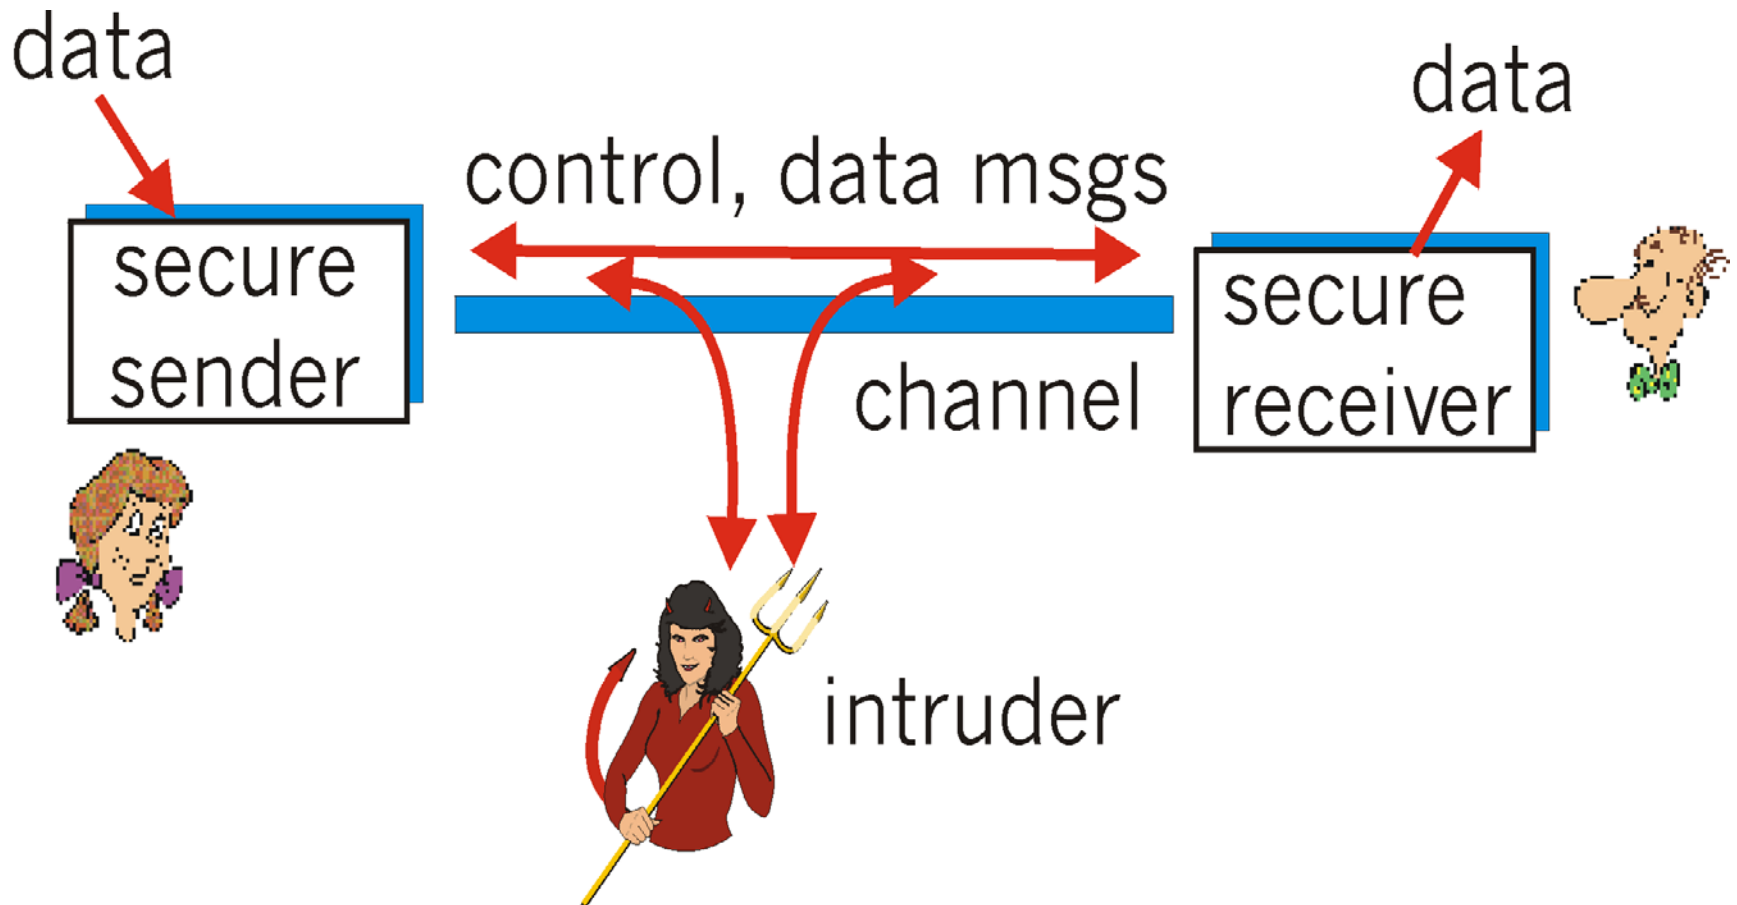 data
data
control, data msgs
secure
sender
secure
receiver
channel
intruder